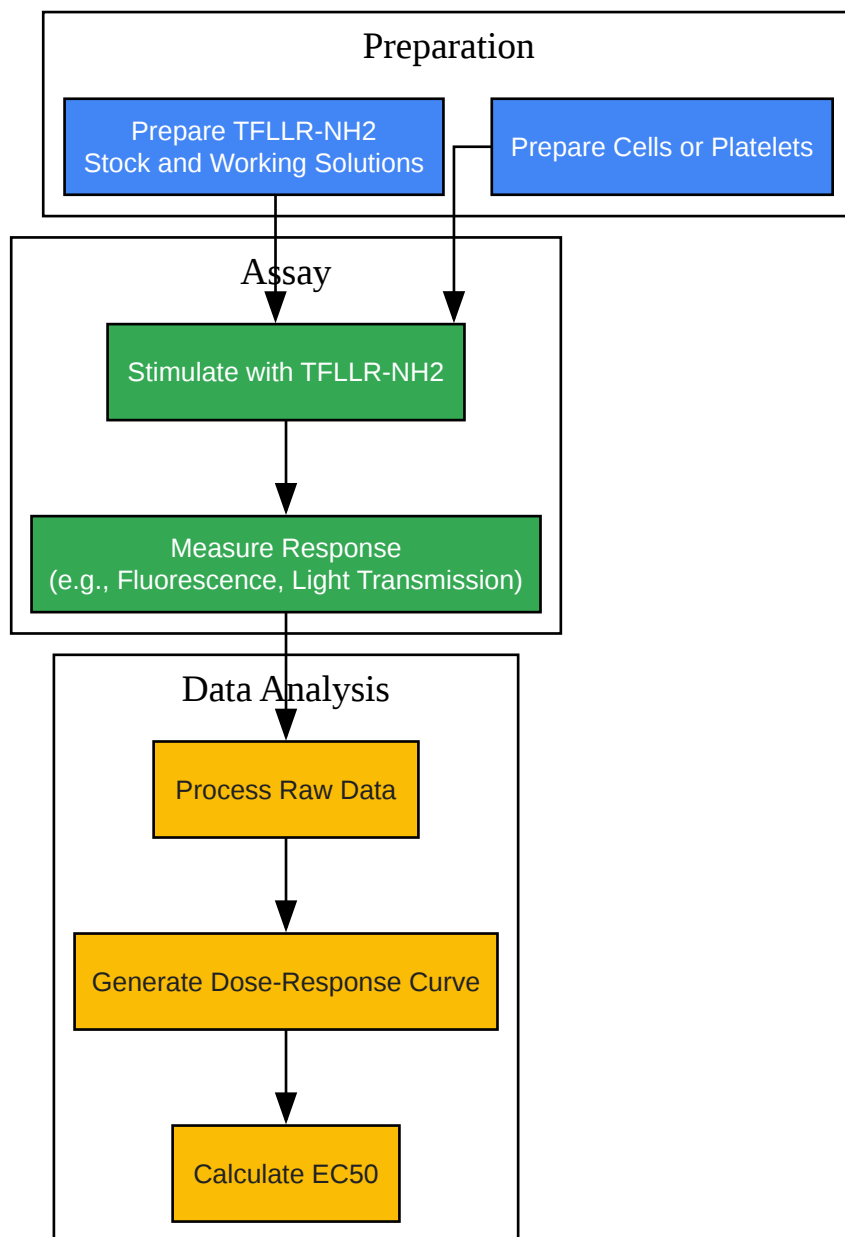 Preparation
Prepare TFLLR-NH2
Stock and Working Solutions
Prepare Cells or Platelets
Assay
Stimulate with TFLLR-NH2
Measure Response
(e.g., Fluorescence, Light Transmission)
Data Analysis
Process Raw Data
Generate Dose-Response Curve
Calculate EC50